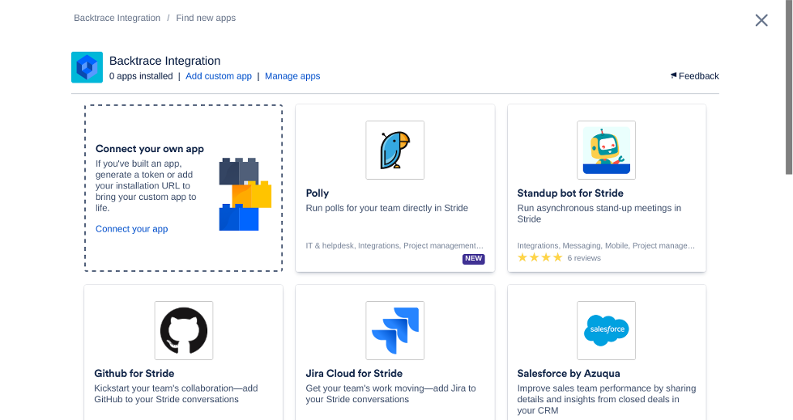 Backtrace Integration / Find new apps
Backtrace Integration
0 apps installed | Add custom app | Manage apps
Feedback
Connect your own app
If you've built an app,
generate a token or add
your installation URL to
bring your custom app to
life.
Connect your app
Polly
Run polls for your team directly in Stride
IT & helpdesk, Integrations, Project management...
NEW
Standup bot for Stride
Run asynchronous stand-up meetings in
Stride
Integrations, Messaging, Mobile, Project manage...
6 reviews
Github for Stride
Kickstart your team's collaboration—add
GitHub to your Stride conversations
Jira Cloud for Stride
Get your team's work moving—add Jira to
your Stride conversations
salesforce
Salesforce by Azuqua
Improve sales team performance by sharing
details and insights from closed deals in
your CRM